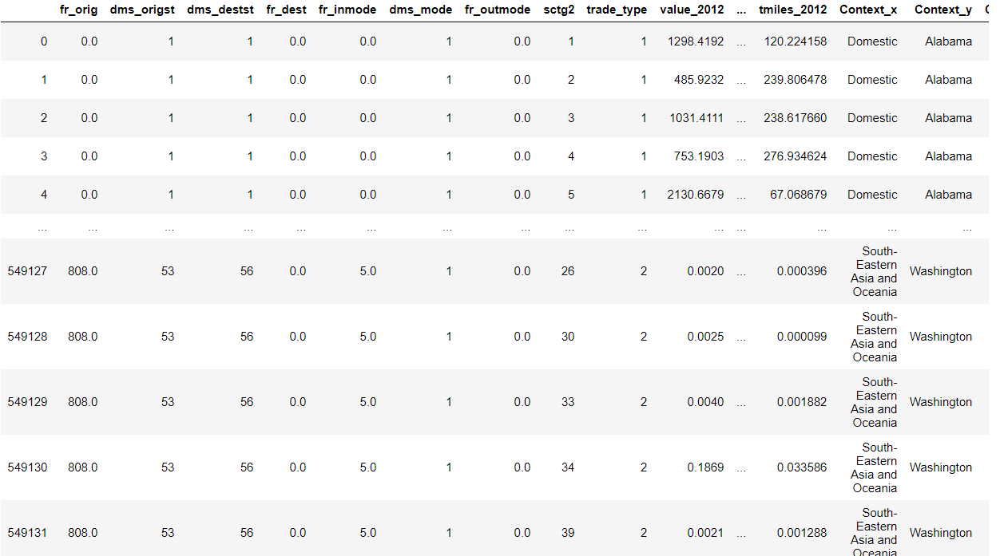 fr_orig dms_origst dms_destst fr_dest fr_inmode dms_mode fr_outmode sctg2 trade_type value_2012 ... tmiles_2012 Context_x Context_y
0 0.0 1 1 0.0 0.0 1 0.0 1 1 1298.4192 ... 120.224158 Domestic Alabama
1 0.0 1 1 0.0 0.0 1 0.0 2 1 485.9232 ... 239.806478 Domestic Alabama
2 0.0 1 1 0.0 0.0 1 0.0 3 1 1031.4111 ... 238.617660 Domestic Alabama
3 0.0 1 1 0.0 0.0 1 0.0 4 1 753.1903 ... 276.934624 Domestic Alabama
4 0.0 1 1 0.0 0.0 1 0.0 5 1 2130.6679 ... 67.068679 Domestic Alabama
... ... ... ... ... ... ... ... ... ... ... ... ... ... ...
South-
Eastern
549127 808.0 53 56 0.0 5.0 1 0.0 26 2 0.0020 ... 0.000396 Washington
Asia and
Oceania
South-
Eastern
549128 808.0 53 56 0.0 5.0 1 0.0 30 2 0.0025 ... 0.000099 Washington
Asia and
Oceania
South-
Eastern
549129 808.0 53 56 0.0 5.0 1 0.0 33 2 0.0040 ... 0.001882 Washington
Asia and
Oceania
South-
Eastern
549130 808.0 53 56 0.0 5.0 1 0.0 34 2 0.1869 ... 0.033586 Washington
Asia and
Oceania
South-
Eastern
549131 808.0 53 56 0.0 5.0 1 0.0 39 2 0.0021 ... 0.001288 Washington
Asia and
Oceania